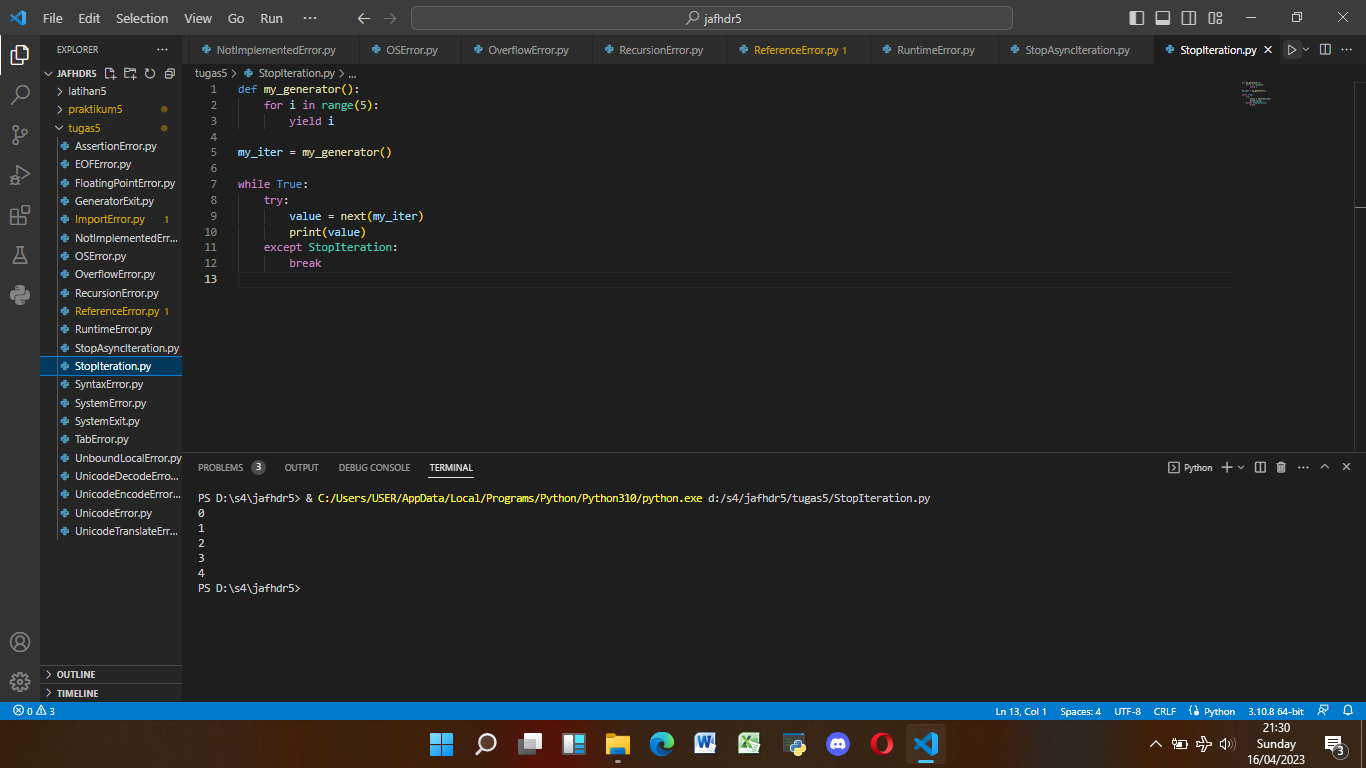 File Edit Selection View Go Run ··· jafhdr5
EXPLORER ···
NotImplementedError.py OSError.py OverflowError.py RecursionError.py ReferenceError.py 1 RuntimeError.py StopAsyncIteration.py StopIteration.py
JAFHDR5
latihan5
praktikum5
tugas5
AssertionError.py
EOFError.py
FloatingPointError.py
GeneratorExit.py
ImportError.py 1
NotImplementedErr...
OSError.py
OverflowError.py
RecursionError.py
ReferenceError.py 1
RuntimeError.py
StopAsyncIteration.py
StopIteration.py
SyntaxError.py
SystemError.py
SystemExit.py
TabError.py
UnboundLocalError.py
UnicodeDecodeErro...
UnicodeEncodeError...
UnicodeError.py
UnicodeTranslateErr...
OUTLINE
TIMELINE
tugas5 > StopIteration.py > ...
1 def my_generator():
2 for i in range(5):
3 yield i
4
5 my_iter = my_generator()
6
7 while True:
8 try:
9 value = next(my_iter)
10 print(value)
11 except StopIteration:
12 break
13
PROBLEMS 3 OUTPUT DEBUG CONSOLE TERMINAL Python
PS D:\s4\jafhdr5> & C:/Users/USER/AppData/Local/Programs/Python/Python310/python.exe d:/s4/jafhdr5/tugas5/StopIteration.py
0
1
2
3
4
PS D:\s4\jafhdr5>
0 3 Ln 13, Col 1 Spaces: 4 UTF-8 CRLF Python 3.10.8 64-bit
21:30
Sunday
16/04/2023
3